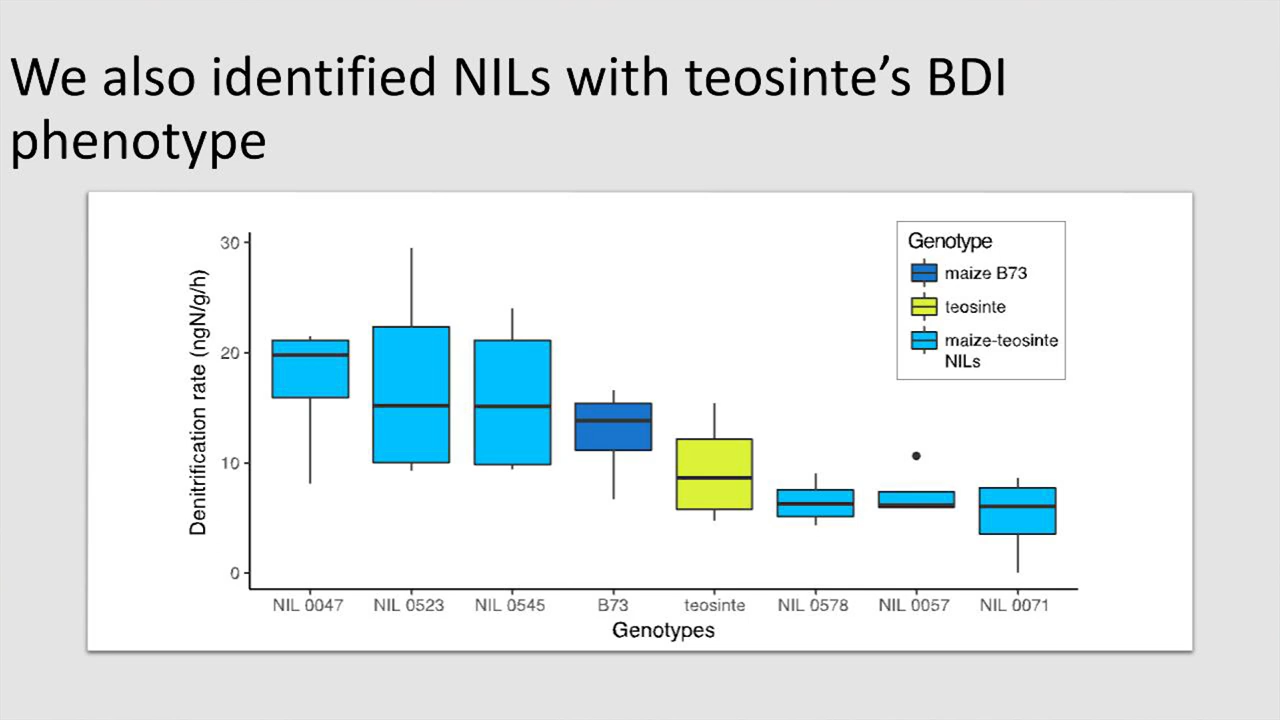 We also identified NILs with teosinte’s BDI
phenotype
Denitrification rate (ngN/g/h)
30
20
10
0
Genotype
maize B73
teosinte
maize-teosinte
NILs
NIL 0047 NIL 0523 NIL 0545 B73 teosinte NIL 0578 NIL 0057 NIL 0071
Genotypes